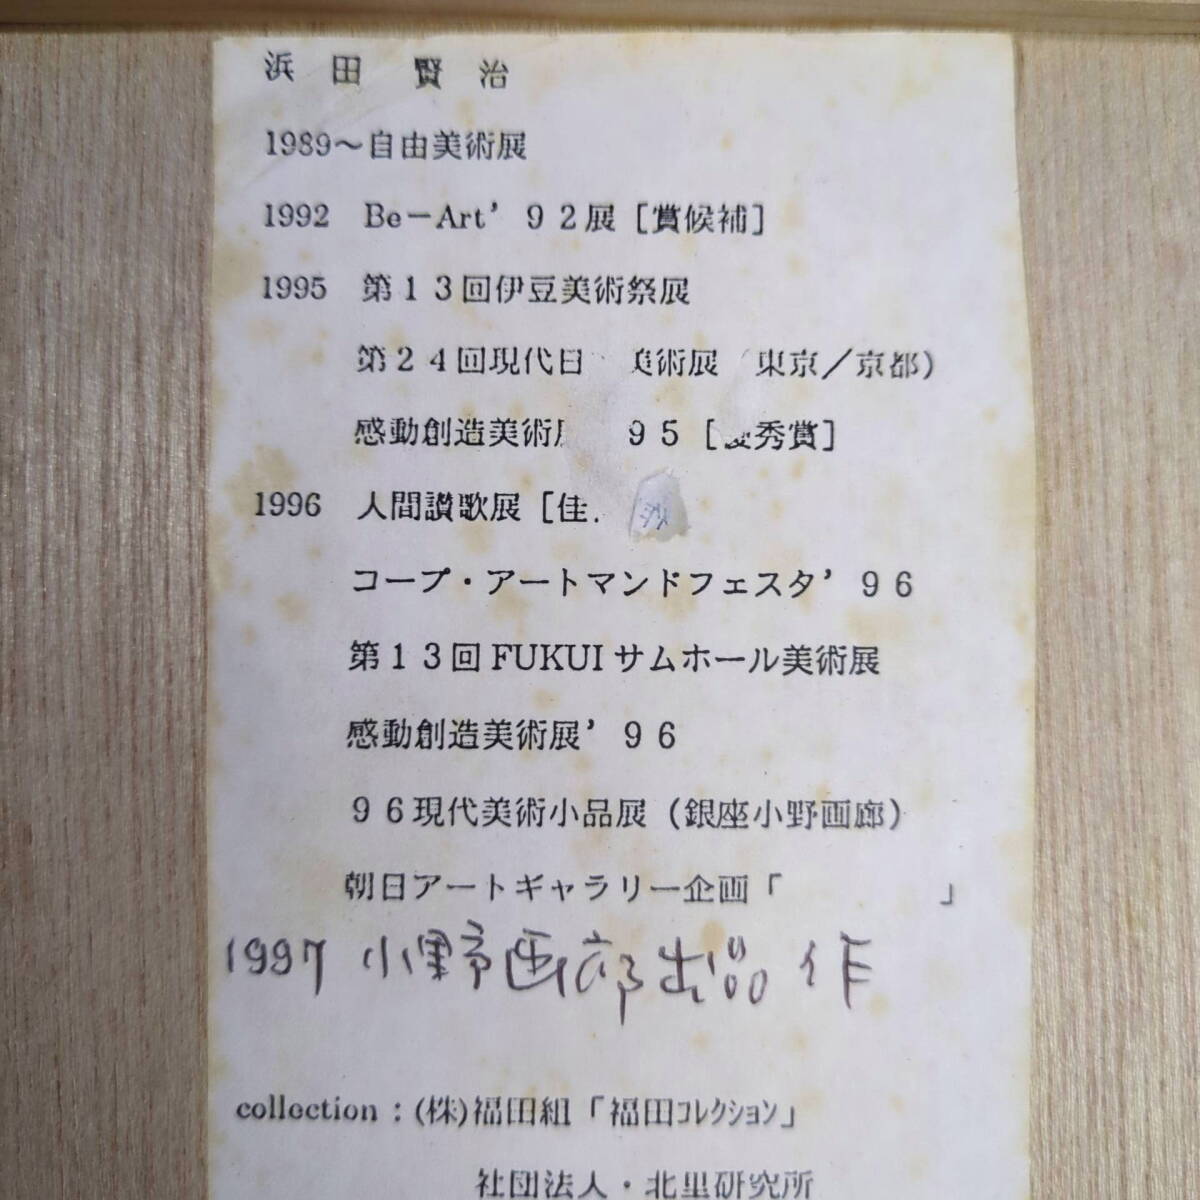 浜田 賢治
1989～自由美術展
1992 Be－Art’９２展［賞候補］
1995 第１３回伊豆美術祭展
第２４回現代日 美術展 東京／京都）
感動創造美術 ９５［ 秀賞］
1996 人間讃歌展［佳
コープ・アートマンドフェスタ’９６
第１３回FUKUIサムホール美術展
感動創造美術展’９６
９６現代美術小品展（銀座小野画廊）
朝日アートギャラリー企画「 」
1997 小野画廊出品作
collection：(株)福田組「福田ｺﾚｸｼｮﾝ」
社団法人・北里研究所